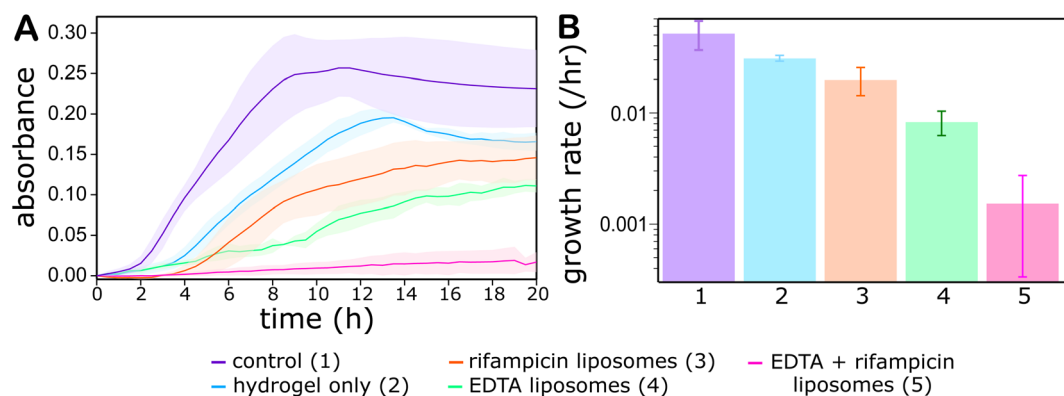 A
absorbance
0.30
0.25
0.20
0.15
0.10
0.05
0.00
0 2 4 6 8 10 12 14 16 18 20
time (h)
B
growth rate (/hr)
0.01
0.001
1 2 3 4 5
control (1)
hydrogel only (2)
rifampicin liposomes (3)
EDTA liposomes (4)
EDTA + rifampicin
liposomes (5)